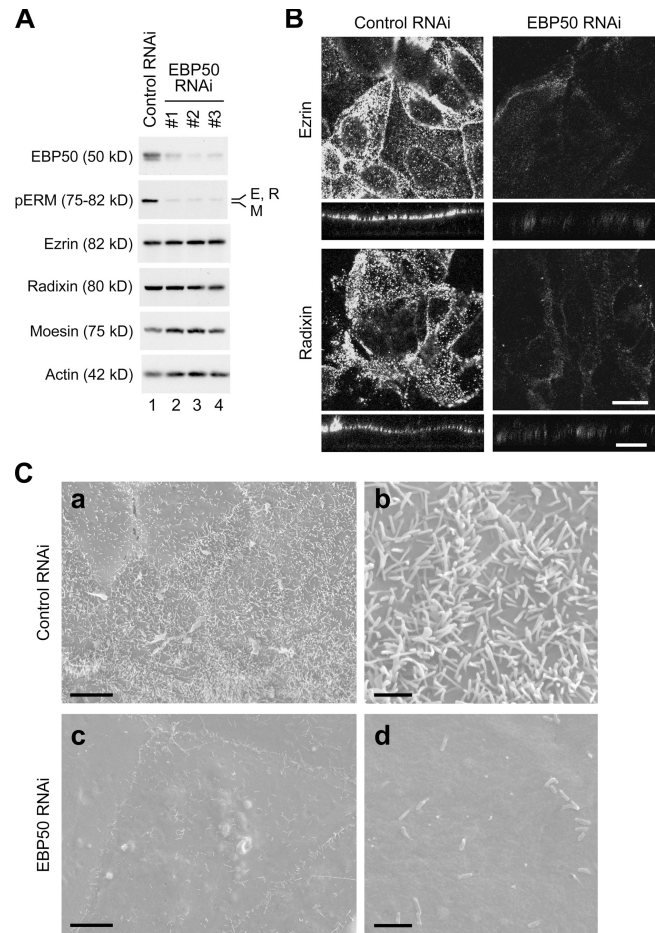 A
Control RNAi
EBP50
RNAi
#1 #2 #3
EBP50 (50 kD)
pERM (75-82 kD)
E, R
M
Ezrin (82 kD)
Radixin (80 kD)
Moesin (75 kD)
Actin (42 kD)
1 2 3 4
B
Control RNAi EBP50 RNAi
Ezrin
Radixin
C
Control RNAi
a b
EBP50 RNAi
c d